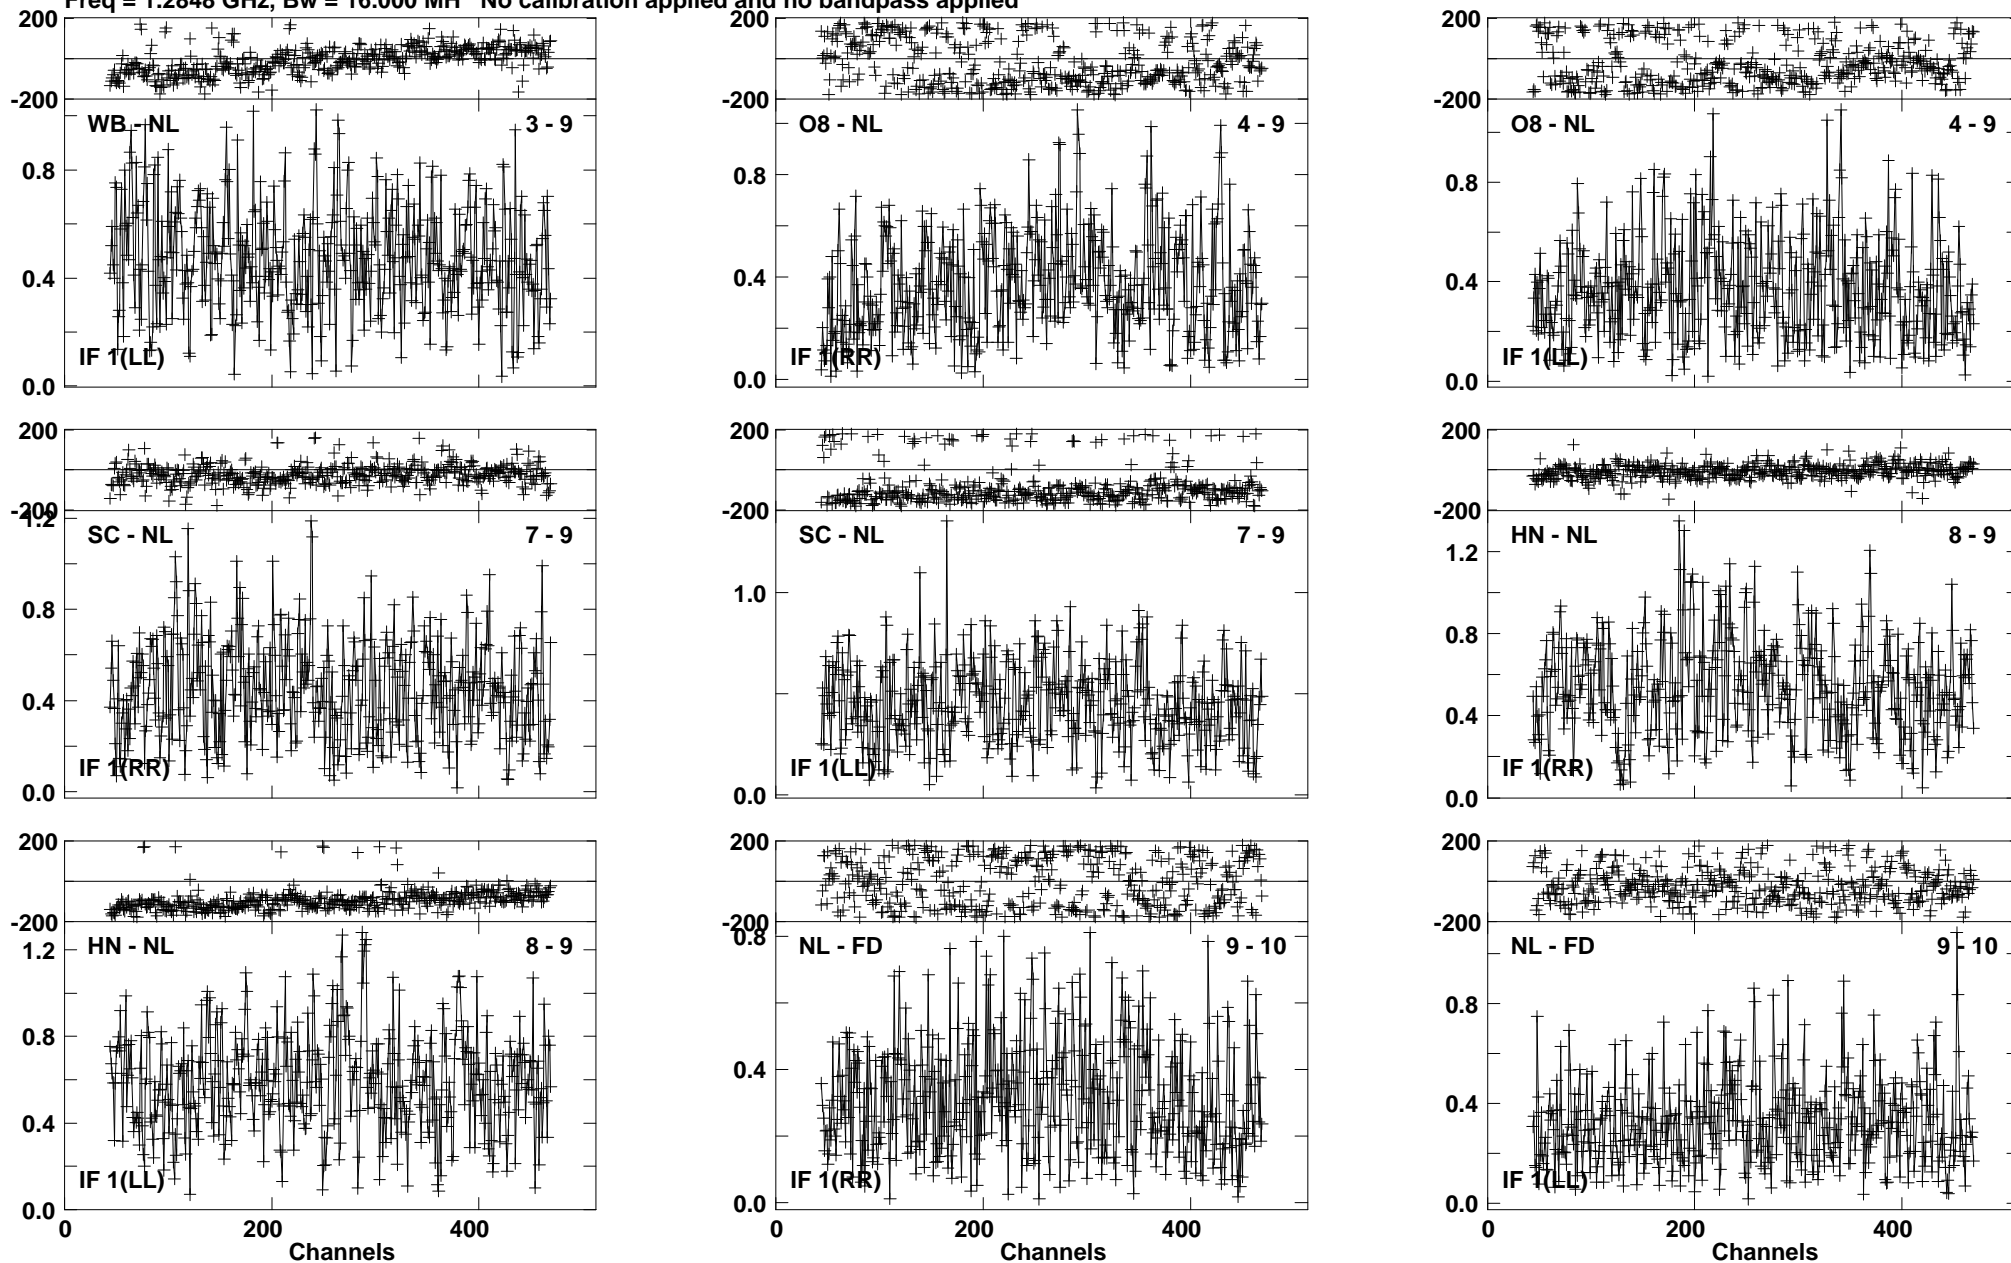 Freq = 1.2848 GHz, Bw = 16.000 MH No calibration applied and no bandpass applied
200
-200
WB - NL 3 - 9
0.8
0.4
0.0
IF 1(LL)
200
-200
O8 - NL 4 - 9
0.8
0.4
0.0
IF 1(RR)
200
-200
O8 - NL 4 - 9
0.8
0.4
0.0
IF 1(LL)
200
-200
1.2
SC - NL 7 - 9
0.8
0.4
0.0
IF 1(RR)
200
-200
SC - NL 7 - 9
1.0
0.0
IF 1(LL)
200
-200
HN - NL 8 - 9
1.2
0.8
0.4
0.0
IF 1(RR)
200
-200
HN - NL 8 - 9
1.2
0.8
0.4
0.0
IF 1(LL)
0 200 400
Channels
200
-200
0.8
NL - FD 9 - 10
0.4
0.0
IF 1(RR)
200 400
Channels
200
-200
NL - FD 9 - 10
0.8
0.4
0.0
IF 1(LL)
0 200 400
Channels